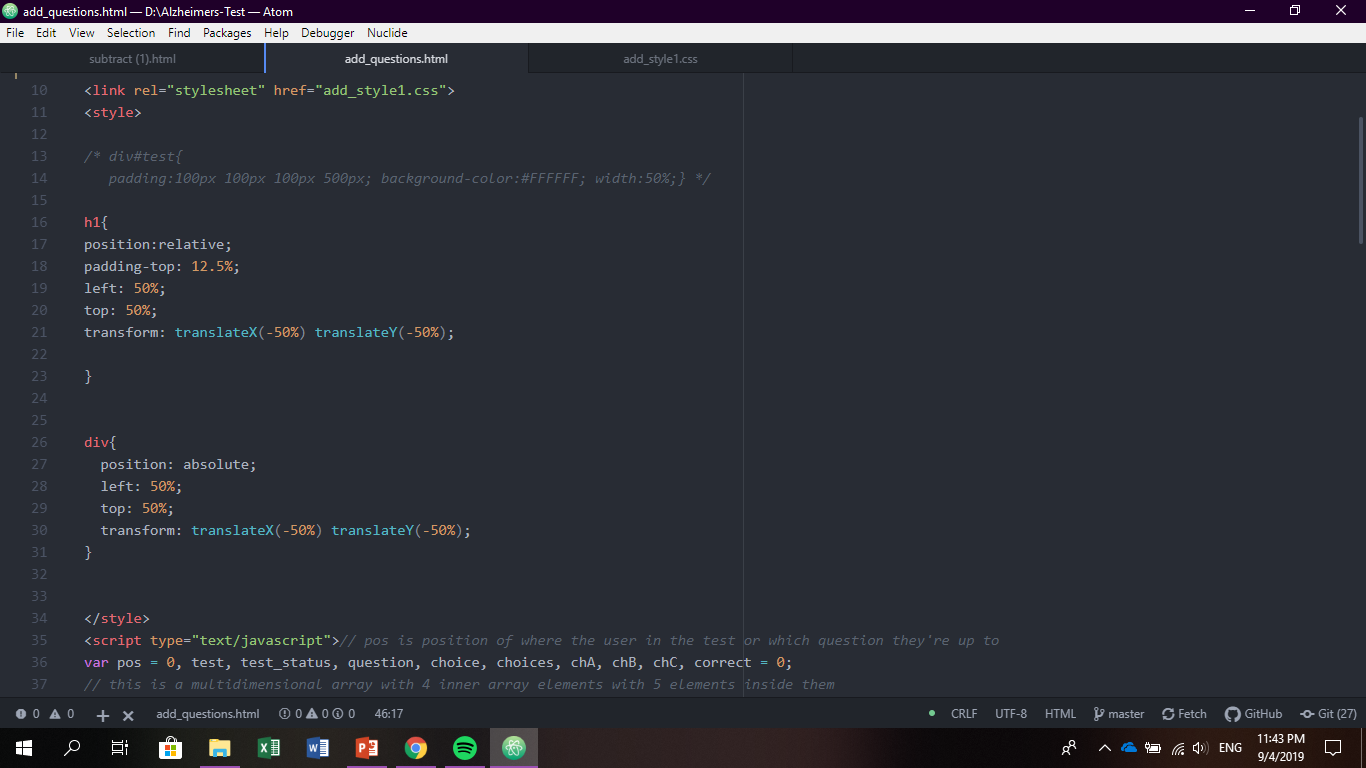 add_questions.html — D:\Alzheimers-Test — Atom
File Edit View Selection Find Packages Help Debugger Nuclide
subtract (1).html add_questions.html add_style1.css
10 <link rel="stylesheet" href="add_style1.css">
11 <style>
12
13 /* div#test{
14 padding:100px 100px 100px 500px; background-color:#FFFFFF; width:50%;} */
15
16 h1{
17 position:relative;
18 padding-top: 12.5%;
19 left: 50%;
20 top: 50%;
21 transform: translateX(-50%) translateY(-50%);
22
23 }
24
25
26 div{
27 position: absolute;
28 left: 50%;
29 top: 50%;
30 transform: translateX(-50%) translateY(-50%);
31 }
32
33
34 </style>
35 <script type="text/javascript">// pos is position of where the user in the test or which question they're up to
36 var pos = 0, test, test_status, question, choice, choices, chA, chB, chC, correct = 0;
37 // this is a multidimensional array with 4 inner array elements with 5 elements inside them
0 0 add_questions.html 0 0 0 46:17 CRLF UTF-8 HTML master Fetch GitHub Git (27)
ENG 11:43 PM
9/4/2019